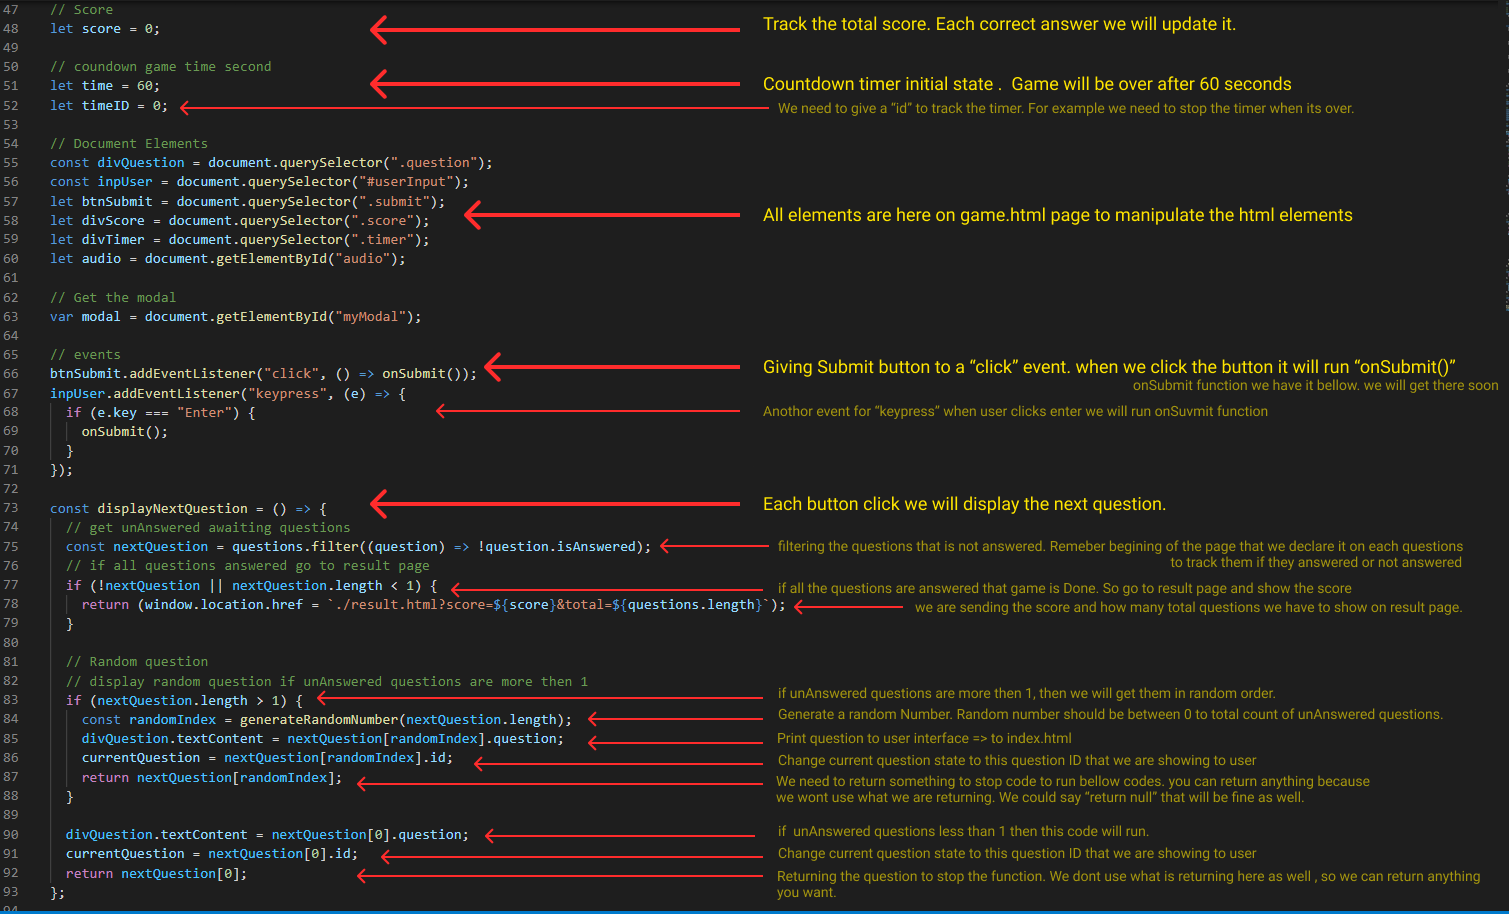 47 // Score
48 let score = 0;
Track the total score. Each correct answer we will update it.
49
50 // coundown game time second
51 let time = 60;
Countdown timer initial state .  Game will be over after 60 seconds
52 let timeID = 0;
We need to give a “id” to track the timer. For example we need to stop the timer when its over.
53
54 // Document Elements
55 const divQuestion = document.querySelector(".question");
56 const inpUser = document.querySelector("#userInput");
57 let btnSubmit = document.querySelector(".submit");
58 let divScore = document.querySelector(".score");
All elements are here on game.html page to manipulate the html elements
59 let divTimer = document.querySelector(".timer");
60 let audio = document.getElementById("audio");
61
62 // Get the modal
63 var modal = document.getElementById("myModal");
64
65 // events
66 btnSubmit.addEventListener("click", () => onSubmit());
Giving Submit button to a “click” event. when we click the button it will run “onSubmit()”
onSubmit function we have it bellow. we will get there soon
67 inpUser.addEventListener("keypress", (e) => {
68   if (e.key === "Enter") {
Anothor event for “keypress” when user clicks enter we will run onSuvmit function
69     onSubmit();
70   }
71 });
72
73 const displayNextQuestion = () => {
Each button click we will display the next question.
74   // get unAnswered awaiting questions
75   const nextQuestion = questions.filter((question) => !question.isAnswered);
filtering the questions that is not answered. Remeber begining of the page that we declare it on each questions
to track them if they answered or not answered
76   // if all questions answered go to result page
77   if (!nextQuestion || nextQuestion.length < 1) {
if all the questions are answered that game is Done. So go to result page and show the score
78     return (window.location.href = `./result.html?score=${score}&total=${questions.length}`);
we are sending the score and how many total questions we have to show on result page.
79   }
80
81   // Random question
82   // display random question if unAnswered questions are more then 1
83   if (nextQuestion.length > 1) {
if unAnswered questions are more then 1, then we will get them in random order.
84     const randomIndex = generateRandomNumber(nextQuestion.length);
Generate a random Number. Random number should be between 0 to total count of unAnswered questions.
85     divQuestion.textContent = nextQuestion[randomIndex].question;
Print question to user interface => to index.html
86     currentQuestion = nextQuestion[randomIndex].id;
Change current question state to this question ID that we are showing to user
87     return nextQuestion[randomIndex];
We need to return something to stop code to run bellow codes. you can return anything because
we wont use what we are returning. We could say “return null” that will be fine as well.
88   }
89
90   divQuestion.textContent = nextQuestion[0].question;
if  unAnswered questions less than 1 then this code will run.
91   currentQuestion = nextQuestion[0].id;
Change current question state to this question ID that we are showing to user
92   return nextQuestion[0];
Returning the question to stop the function. We dont use what is returning here as well , so we can return anything
you want.
93 };
94